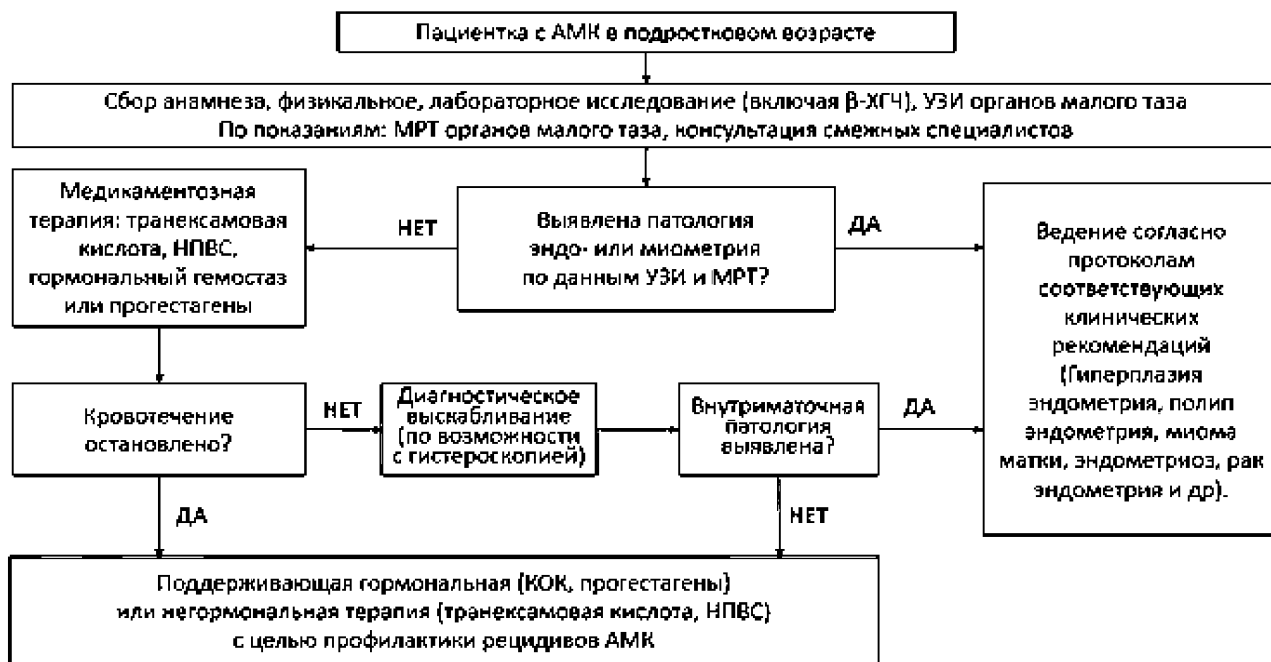 Пациентка с АМК в подростковом возрасте
Сбор анамнеза, физикальное, лабораторное исследование (включая β-ХГЧ), УЗИ органов малого таза
По показаниям: МРТ органов малого таза, консультация смежных специалистов
Медикаментозная
терапия: транексамовая
кислота, НПВС,
гормональный гемостаз
или прогестагены
НЕТ
Выявлена патология
эндо- или миометрия
по данным УЗИ и МРТ?
ДА
Ведение согласно
протоколам
соответствующих
клинических
рекомендаций
(Гиперплазия
эндометрия, полип
эндометрия, миома
матки, эндометриоз, рак
эндометрия и др).
Кровотечение
остановлено?
НЕТ
Диагностическое
выскабливание
(по возможности
с гистероскопией)
Внутриматочная
патология
выявлена?
ДА
ДА
НЕТ
Поддерживающая гормональная (КОК, прогестагены)
или негормональная терапия (транексамовая кислота, НПВС)
с целью профилактики рецидивов АМК